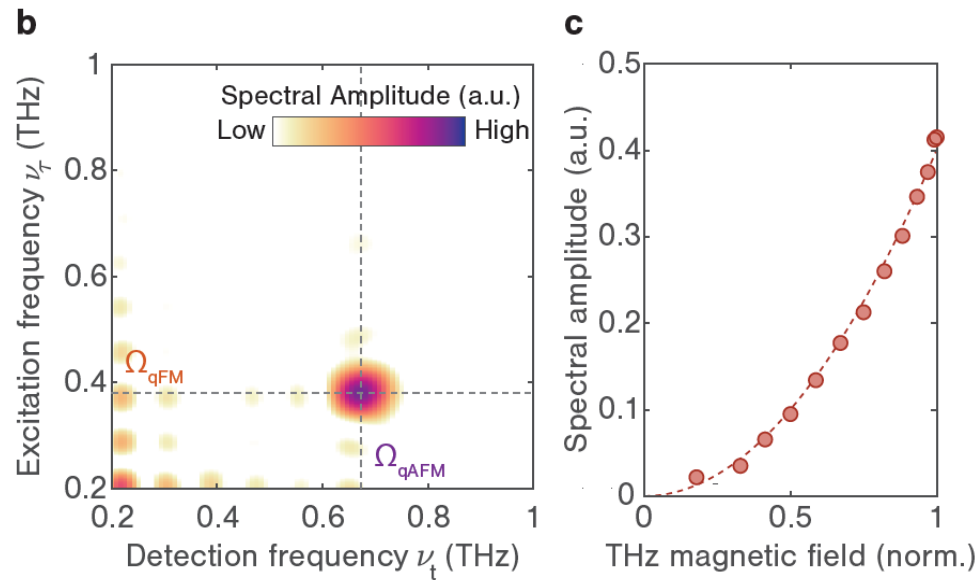 b
Excitation frequency ντ (THz)
1
0.8
0.6
0.4
0.2
Spectral Amplitude (a.u.)
Low High
ΩqFM
ΩqAFM
0.2 0.4 0.6 0.8 1
Detection frequency νt (THz)
c
Spectral amplitude (a.u.)
0.5
0.4
0.3
0.2
0.1
0
0 0.5 1
THz magnetic field (norm.)